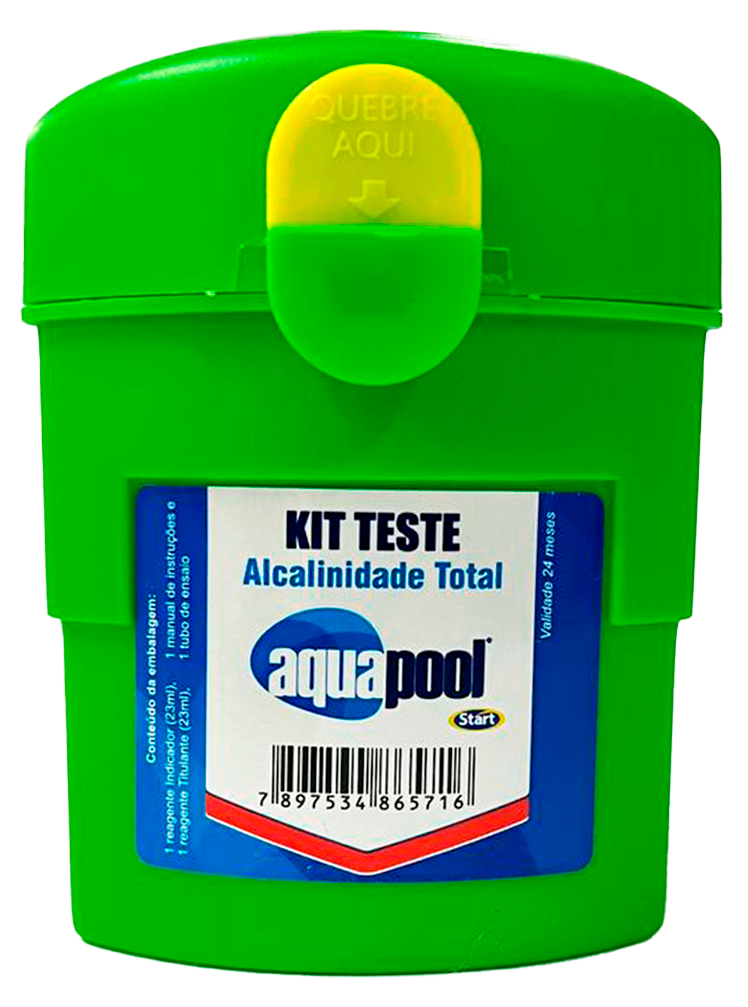 QUEBRE
AQUI
KIT TESTE
Alcalinidade Total
aquapool
Start
7 897534 865716
Conteúdo da embalagem:
1 reagente Indicador (23ml), 1 manual de instruções e
1 reagente Titulante (23ml), 1 tubo de ensaio
Validade 24 meses